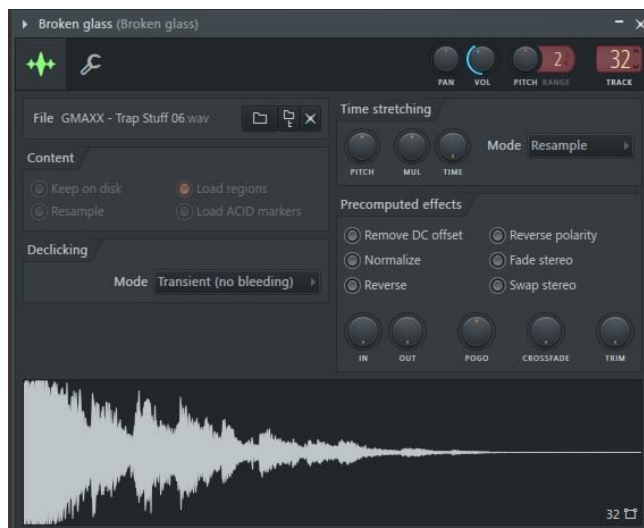 Broken glass (Broken glass)
2
32
PAN VOL PITCH RANGE TRACK
File GMAXX - Trap Stuff 06.wav
Content
Keep on disk Load regions
Resample Load ACID markers
Declicking
Mode Transient (no bleeding)
Time stretching
Mode Resample
PITCH MUL TIME
Precomputed effects
Remove DC offset Reverse polarity
Normalize Fade stereo
Reverse Swap stereo
IN OUT POGO CROSSFADE TRIM
32